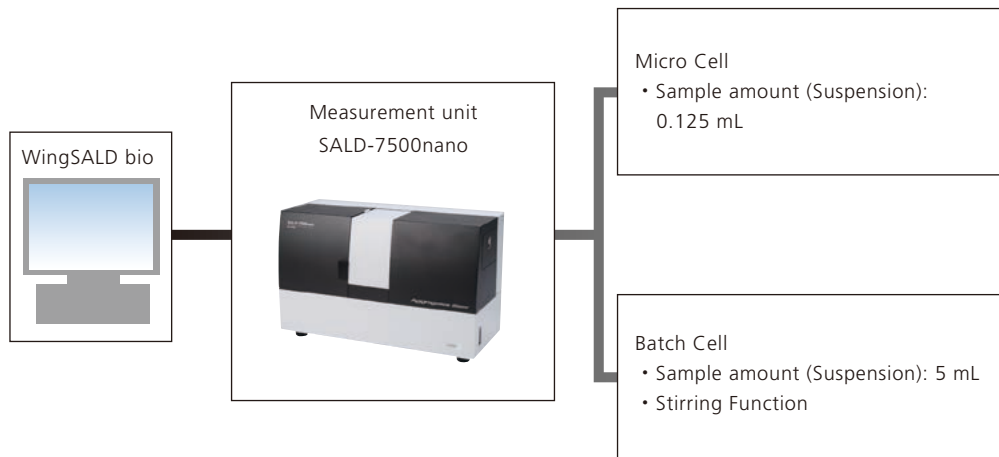 WingSALD bio
Measurement unit
SALD-7500nano
Micro Cell
・Sample amount (Suspension):
0.125 mL
Batch Cell
・Sample amount (Suspension): 5 mL
・Stirring Function